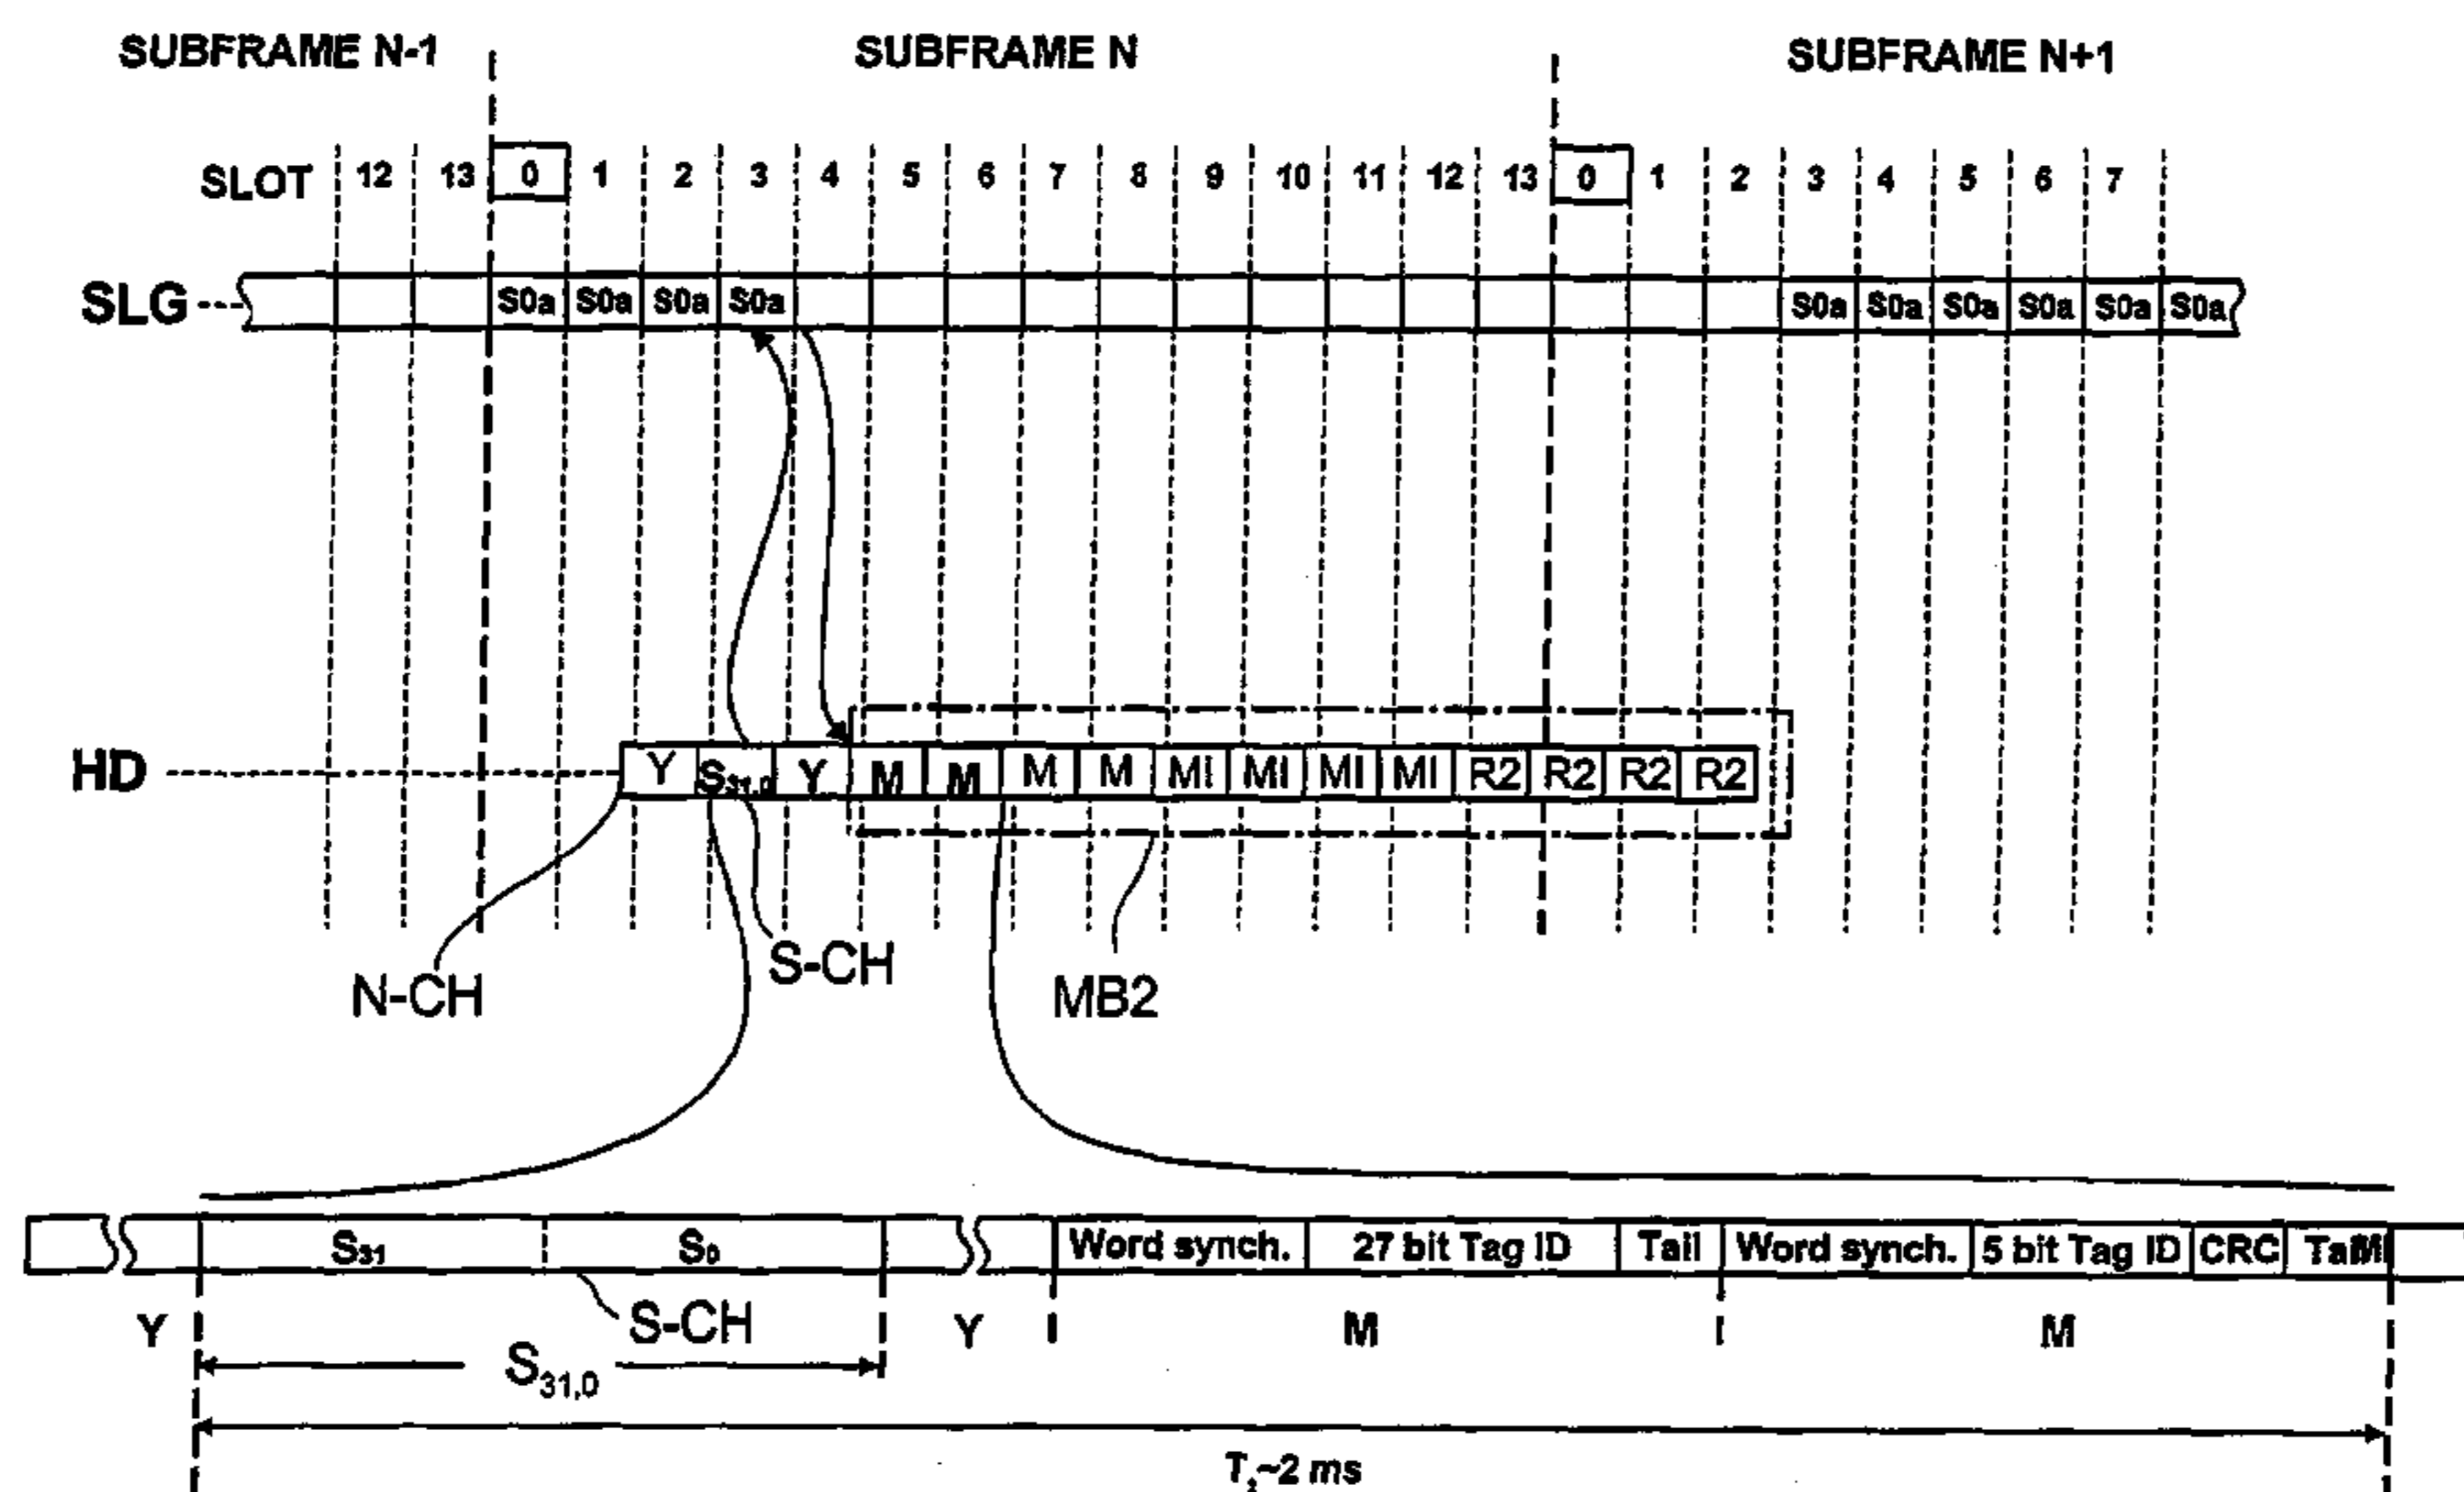 SUBFRAME N-1 SUBFRAME N SUBFRAME N+1
SLOT 12 13 0 1 2 3 4 5 6 7 8 9 10 11 12 13 0 1 2 3 4 5 6 7
SLG S0a S0a S0a S0a S0a S0a S0a S0a S0a S0a
HD Y S31,0 Y M M M M MI MI MI MI R2 R2 R2 R2
N-CH S-CH MB2
S31 S0 Word synch. 27 bit Tag ID Tail Word synch. 5 bit Tag ID CRC
Y S-CH Y M M
S31,0
~2 ms